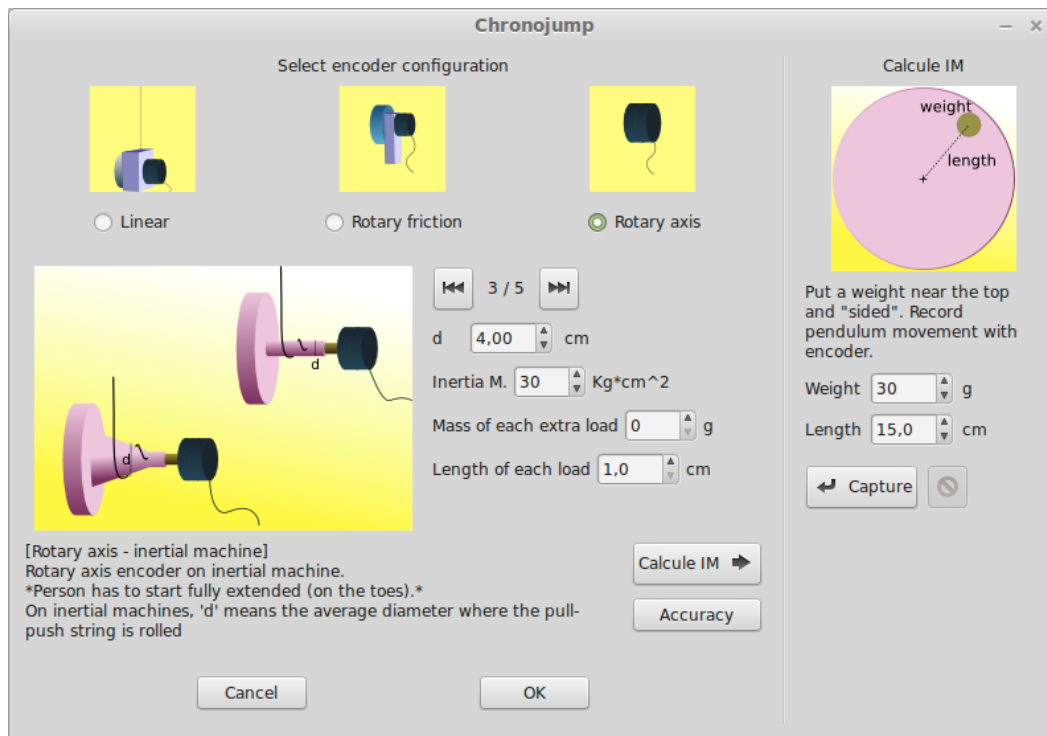 Chronojump
Select encoder configuration
Linear
Rotary friction
Rotary axis
3 / 5
d 4,00 cm
Inertia M. 30 Kg*cm^2
Mass of each extra load 0 g
Length of each load 1,0 cm
d
d
[Rotary axis - inertial machine]
Rotary axis encoder on inertial machine.
*Person has to start fully extended (on the toes).*
On inertial machines, 'd' means the average diameter where the pull-
push string is rolled
Calcule IM
Accuracy
Cancel
OK
Calcule IM
weight
length
Put a weight near the top
and "sided". Record
pendulum movement with
encoder.
Weight 30 g
Length 15,0 cm
Capture